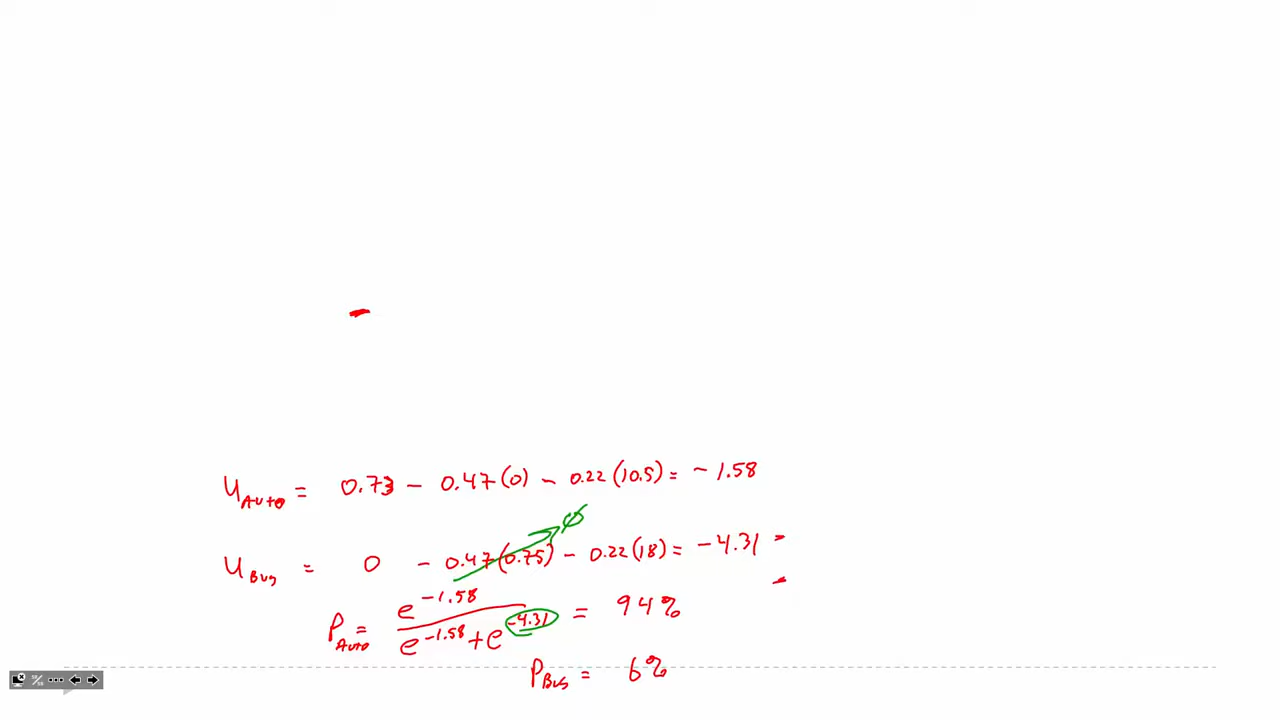 U_Auto = 0.73 - 0.47(0) - 0.22(10.5) = -1.58
∅
U_Bus = 0 - 0.47(0.75) - 0.22(18) = -4.31 =
P_Auto = e^-1.58 / (e^-1.58 + e^-4.31) = 94%
P_Bus = 6%